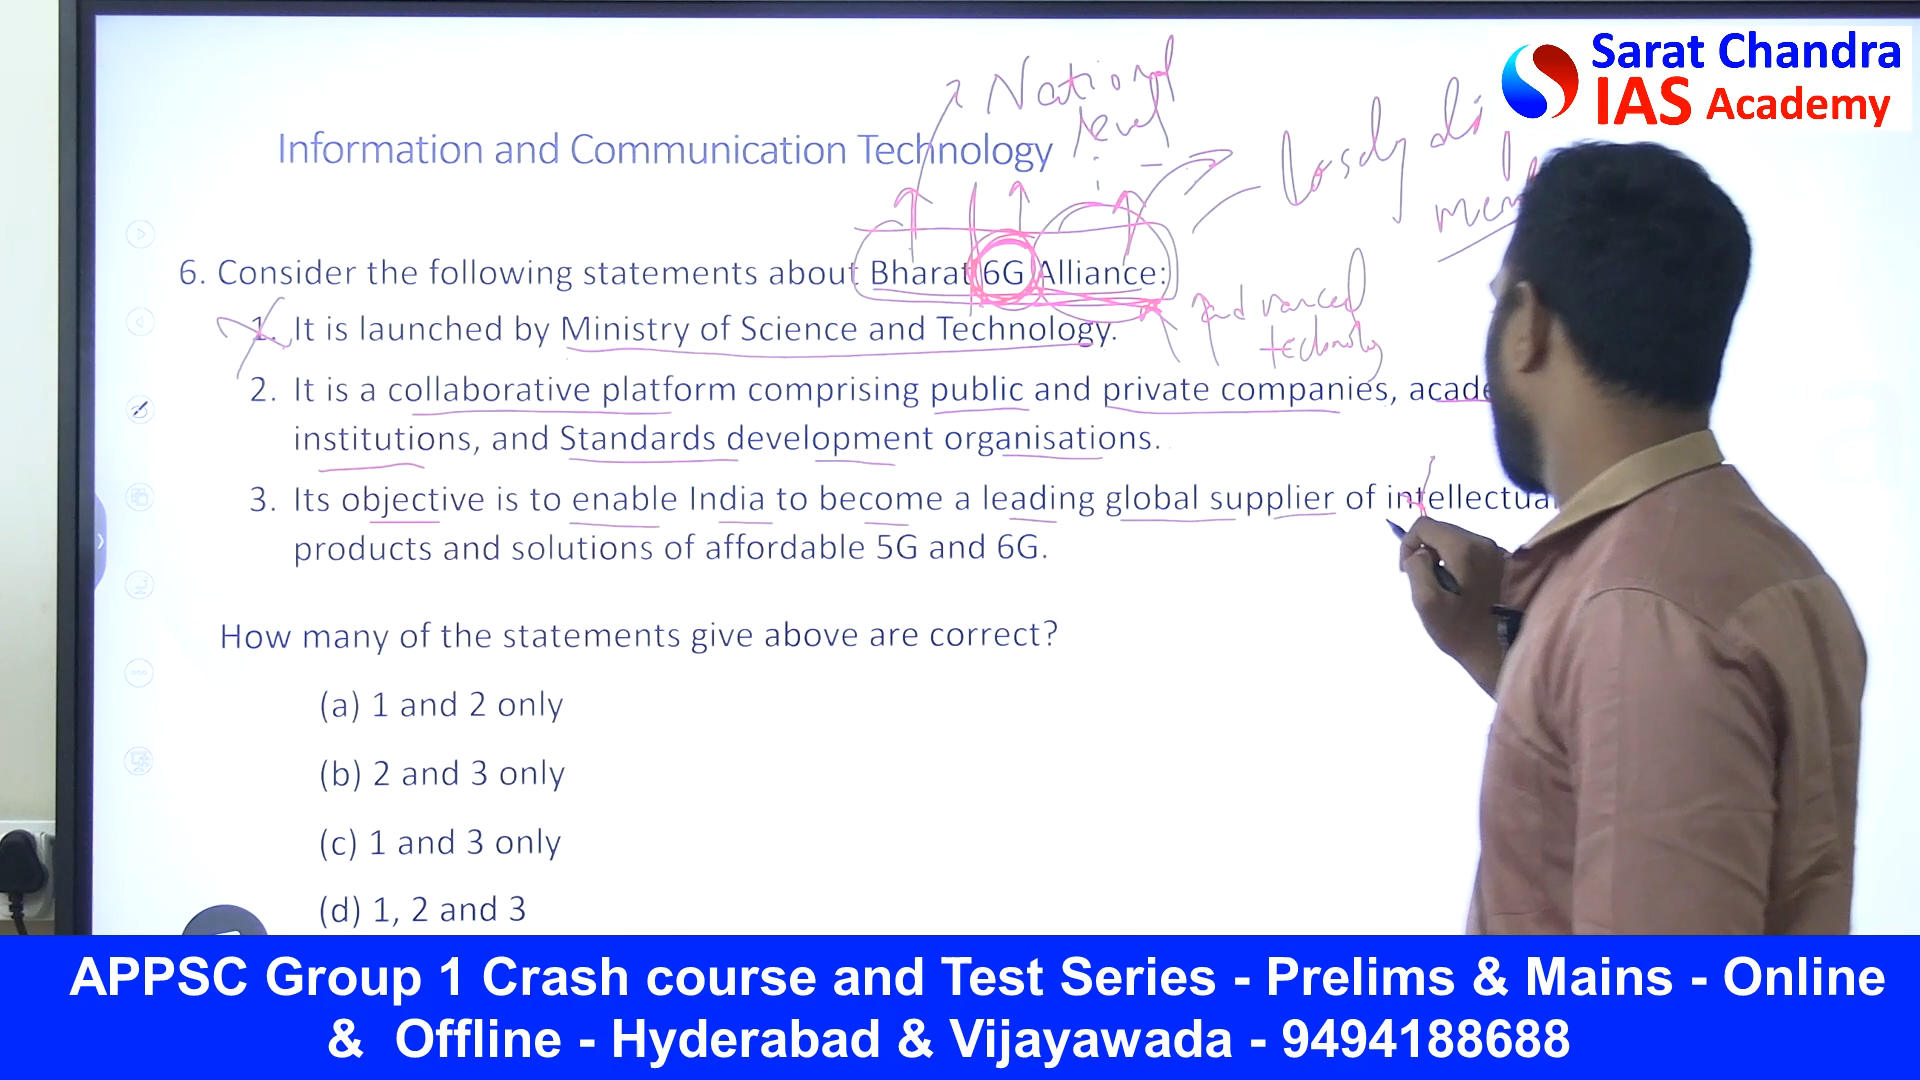 Sarat Chandra
IAS Academy
National
level
Information and Communication Technology
6. Consider the following statements about Bharat 6G Alliance:
Advanced
technology
1. It is launched by Ministry of Science and Technology.
2. It is a collaborative platform comprising public and private companies,
institutions, and Standards development organisations.
3. Its objective is to enable India to become a leading global supplier of intellectual
products and solutions of affordable 5G and 6G.
How many of the statements give above are correct?
(a) 1 and 2 only
(b) 2 and 3 only
(c) 1 and 3 only
(d) 1, 2 and 3
APPSC Group 1 Crash course and Test Series - Prelims & Mains - Online
& Offline - Hyderabad & Vijayawada - 9494188688